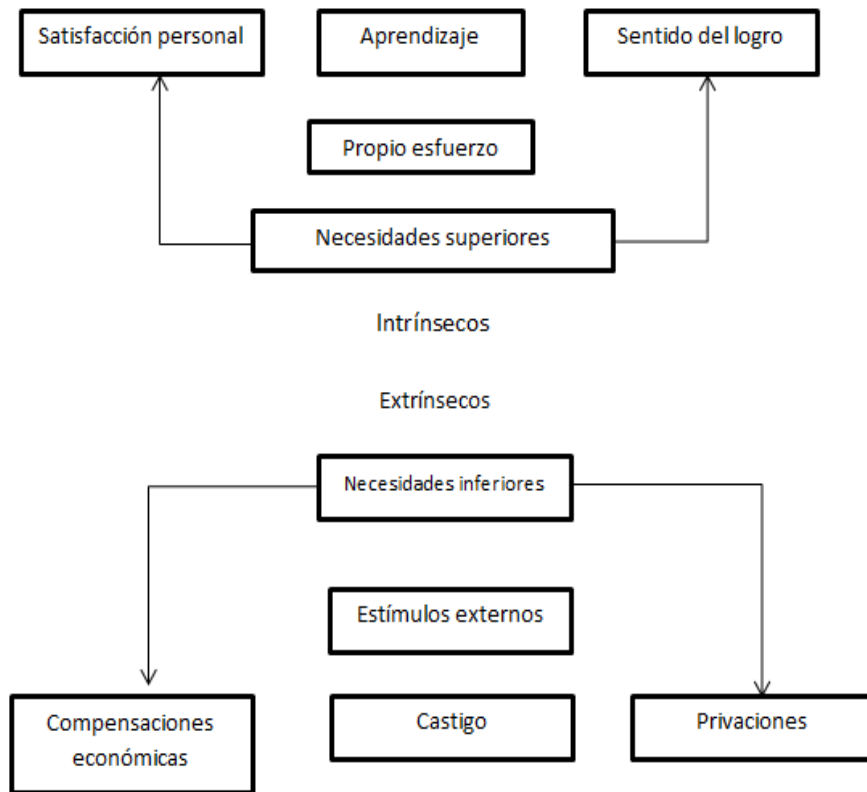 Satisfacción personal
Aprendizaje
Sentido del logro
Propio esfuerzo
Necesidades superiores
Intrínsecos
Extrínsecos
Necesidades inferiores
Estímulos externos
Compensaciones
económicas
Castigo
Privaciones